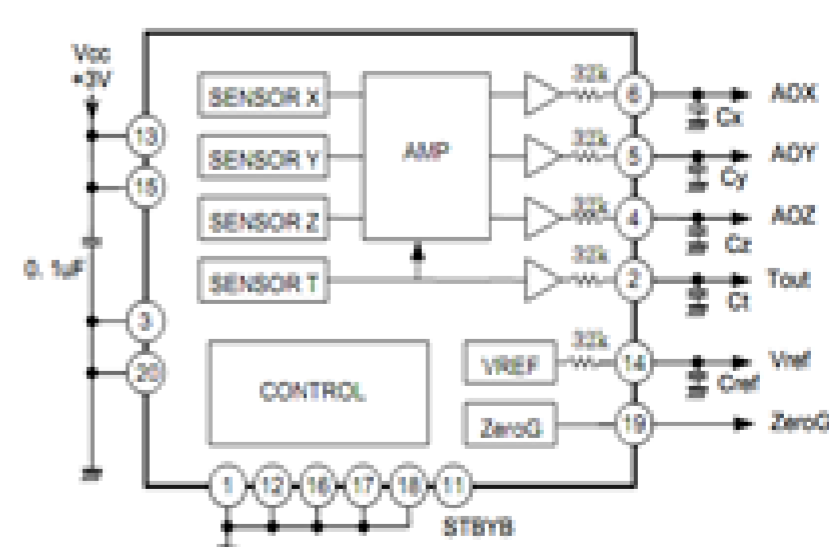 Vcc
+3V
13
15
0. 1uF
3
20
SENSOR X
SENSOR Y
SENSOR Z
SENSOR T
AMP
CONTROL
VREF
ZeroG
32k
6
Cx
AOX
32k
5
Cy
AOY
32k
4
Cz
AOZ
32k
2
Ct
Tout
32k
14
Cref
Vref
19
ZeroG
1
12
16
17
18
11
STBYB